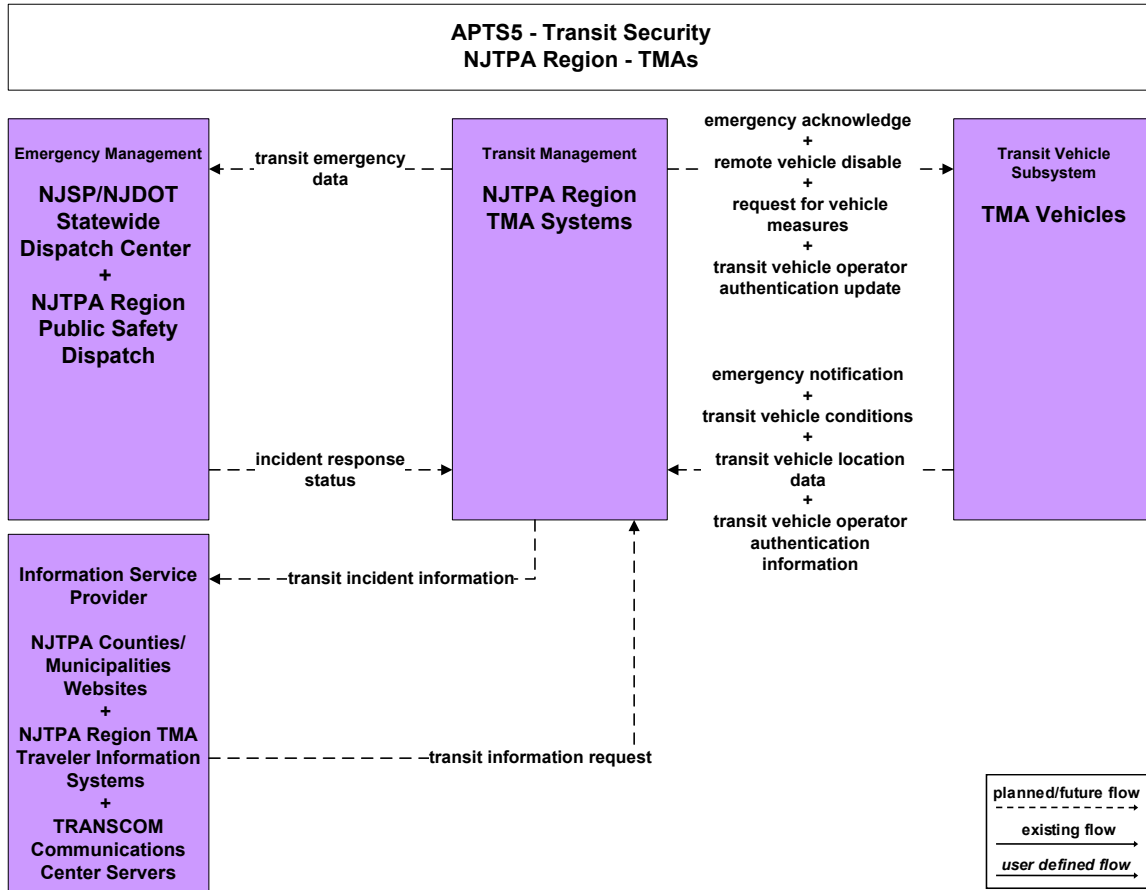 APTS5 - Transit Security
NJTPA Region - TMAs
Emergency Management
NJSP/NJDOT
Statewide
Dispatch Center
+
NJTPA Region
Public Safety
Dispatch
transit emergency
data
incident response
status
Transit Management
NJTPA Region
TMA Systems
emergency acknowledge
+
remote vehicle disable
+
request for vehicle
measures
+
transit vehicle operator
authentication update
emergency notification
+
transit vehicle conditions
+
transit vehicle location
data
+
transit vehicle operator
authentication
information
Transit Vehicle
Subsystem
TMA Vehicles
Information Service
Provider
NJTPA Counties/
Municipalities
Websites
+
NJTPA Region TMA
Traveler Information
Systems
+
TRANSCOM
Communications
Center Servers
transit incident information
transit information request
planned/future flow
existing flow
user defined flow